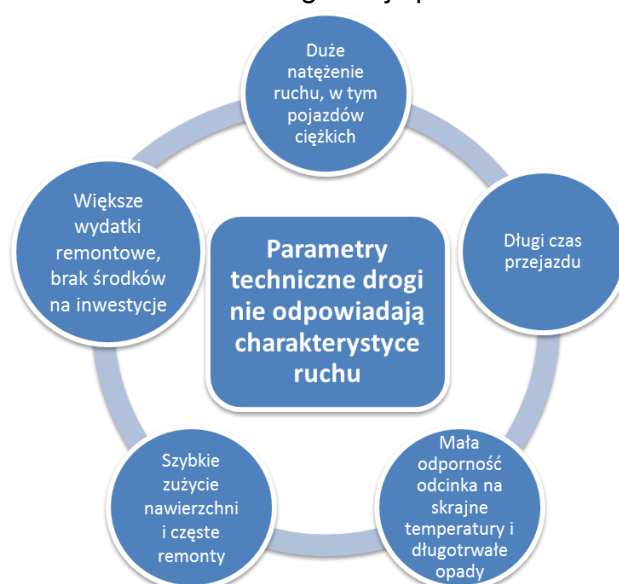 Duże
natężenie
ruchu, w tym
pojazdów
ciężkich
Długi czas
przejazdu
Mała
odporność
odcinka na
skrajne
temperatury i
długotrwałe
opady
Szybkie
zużycie
nawierzchni
i częste
remonty
Większe
wydatki
remontowe,
brak środków
na inwestycje
Parametry
techniczne drogi
nie odpowiadają
charakterystyce
ruchu